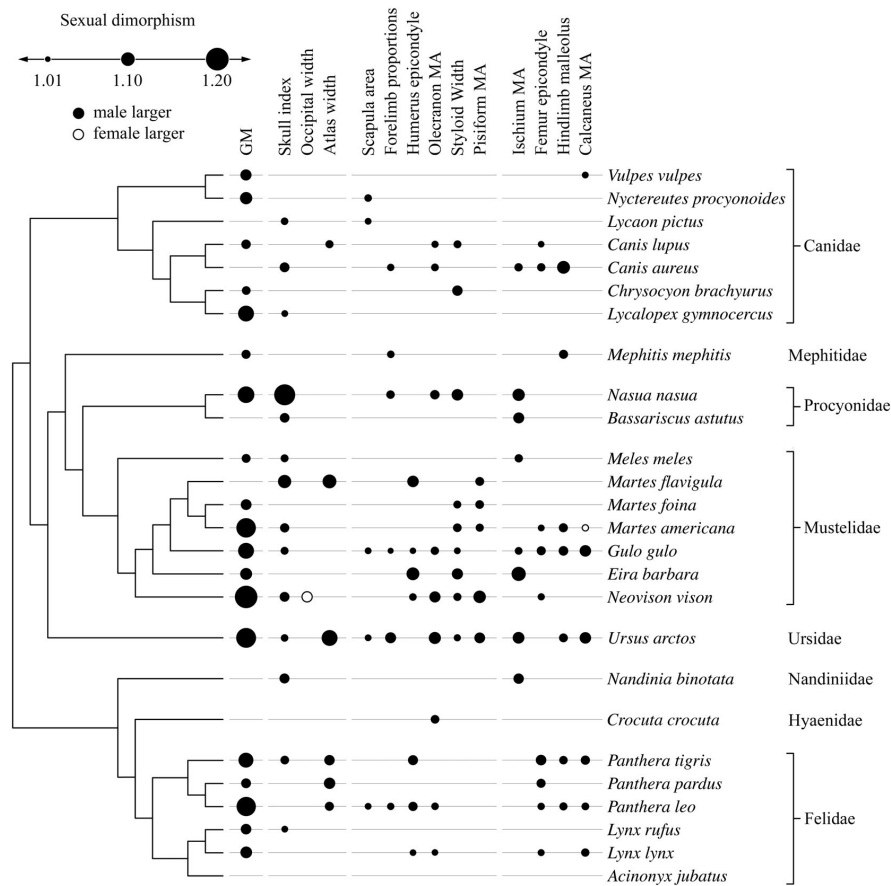 Sexual dimorphism
1.01 1.10 1.20
male larger
female larger
GM
Skull index
Occipital width
Atlas width
Scapula area
Forelimb proportions
Humerus epicondyle
Olecranon MA
Styloid Width
Pisiform MA
Ischium MA
Femur epicondyle
Hindlimb malleolus
Calcaneus MA
Vulpes vulpes
Nyctereutes procyonoides
Lycaon pictus
Canis lupus
Canidae
Canis aureus
Chrysocyon brachyurus
Lycalopex gymnocercus
Mephitis mephitis Mephitidae
Nasua nasua
Procyonidae
Bassariscus astutus
Meles meles
Martes flavigula
Martes foina
Martes americana
Mustelidae
Gulo gulo
Eira barbara
Neovison vison
Ursus arctos Ursidae
Nandinia binotata Nandiniidae
Crocuta crocuta Hyaenidae
Panthera tigris
Panthera pardus
Panthera leo
Felidae
Lynx rufus
Lynx lynx
Acinonyx jubatus